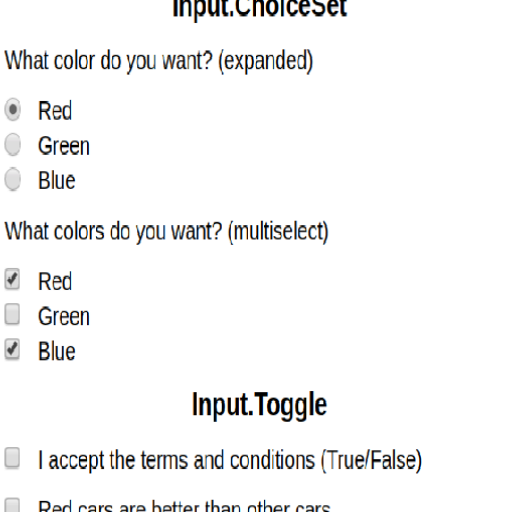 Input.ChoiceSet
What color do you want? (expanded)
Red
Green
Blue
What colors do you want? (multiselect)
Red
Green
Blue
Input.Toggle
I accept the terms and conditions (True/False)
Red cars are better than other cars